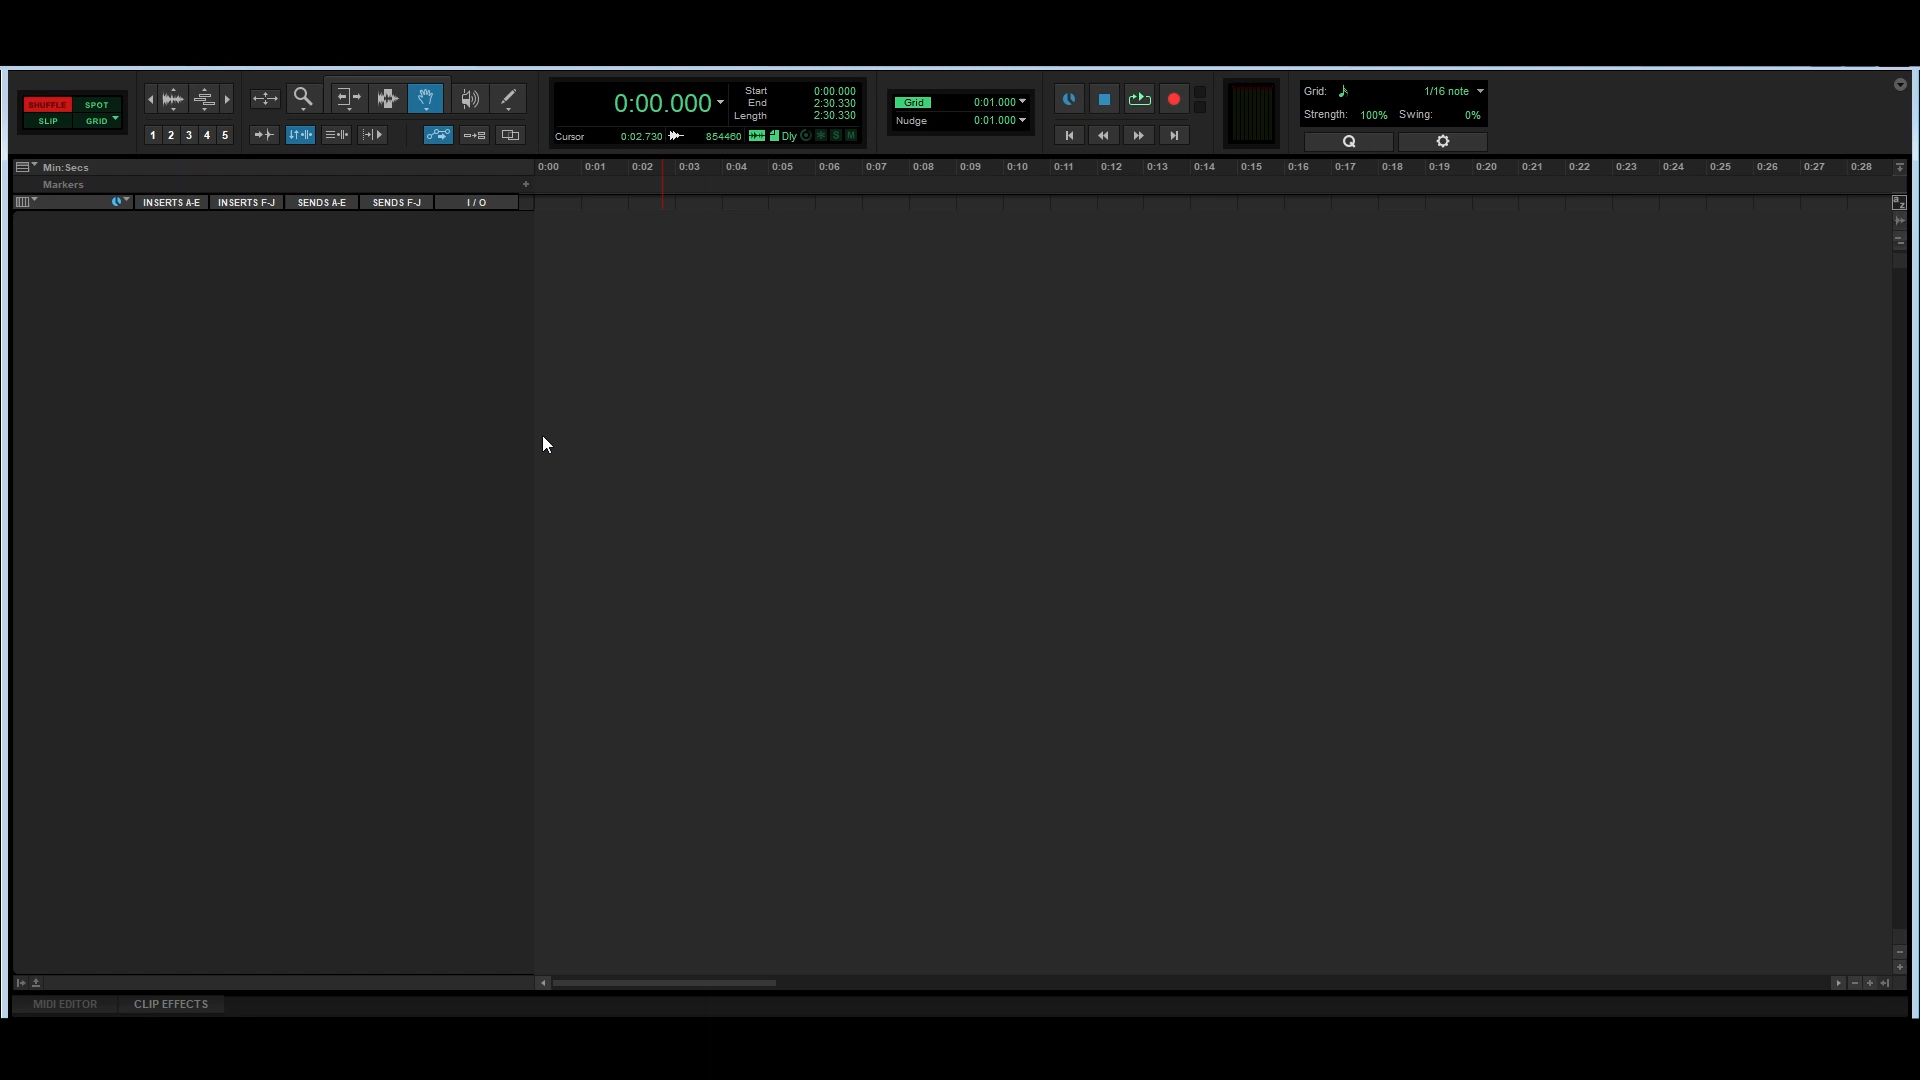 SHUFFLE SPOT
SLIP GRID
1 2 3 4 5
0:00.000
Start 0:00.000
End 2:30.330
Length 2:30.330
Cursor 0:02.730 854460 Dly S M
Grid 0:01.000
Nudge 0:01.000
Grid: 1/16 note
Strength: 100% Swing: 0%
Q
Min:Secs 0:00 0:01 0:02 0:03 0:04 0:05 0:06 0:07 0:08 0:09 0:10 0:11 0:12 0:13 0:14 0:15 0:16 0:17 0:18 0:19 0:20 0:21 0:22 0:23 0:24 0:25 0:26 0:27 0:28
Markers +
INSERTS A-E INSERTS F-J SENDS A-E SENDS F-J I / O
a z
MIDI EDITOR CLIP EFFECTS